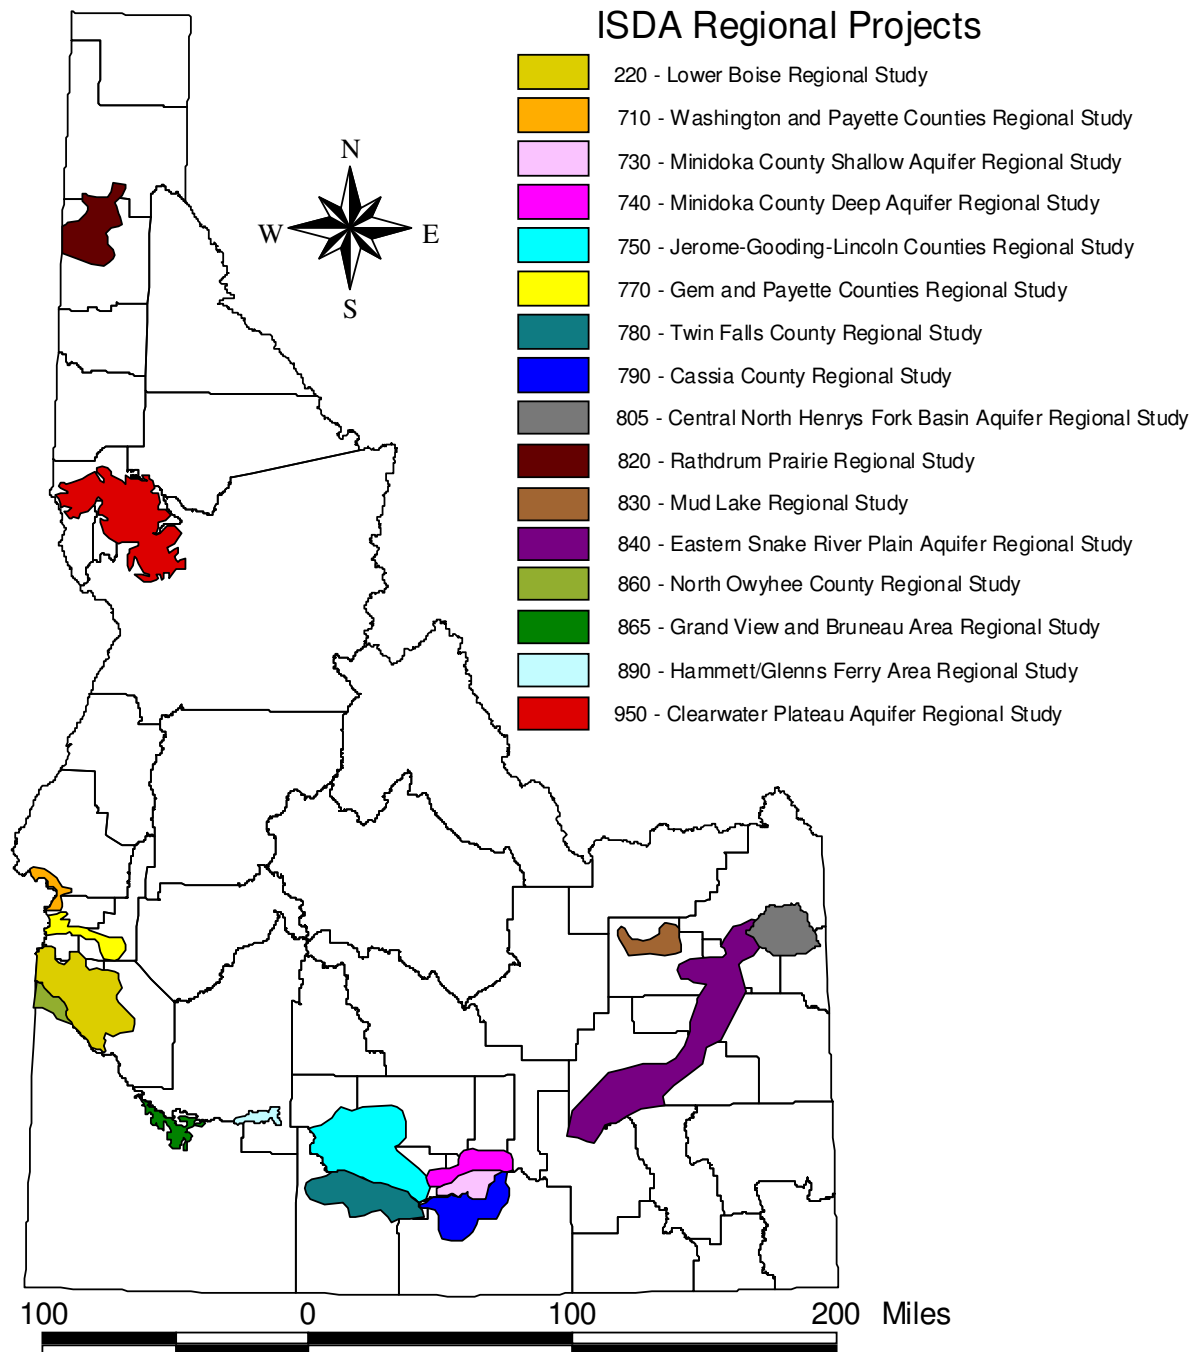 ISDA Regional Projects
220 - Lower Boise Regional Study
710 - Washington and Payette Counties Regional Study
730 - Minidoka County Shallow Aquifer Regional Study
740 - Minidoka County Deep Aquifer Regional Study
750 - Jerome-Gooding-Lincoln Counties Regional Study
770 - Gem and Payette Counties Regional Study
780 - Twin Falls County Regional Study
790 - Cassia County Regional Study
805 - Central North Henrys Fork Basin Aquifer Regional Study
820 - Rathdrum Prairie Regional Study
830 - Mud Lake Regional Study
840 - Eastern Snake River Plain Aquifer Regional Study
860 - North Owyhee County Regional Study
865 - Grand View and Bruneau Area Regional Study
890 - Hammett/Glenns Ferry Area Regional Study
950 - Clearwater Plateau Aquifer Regional Study
N
W E
S
100 0 100 200 Miles